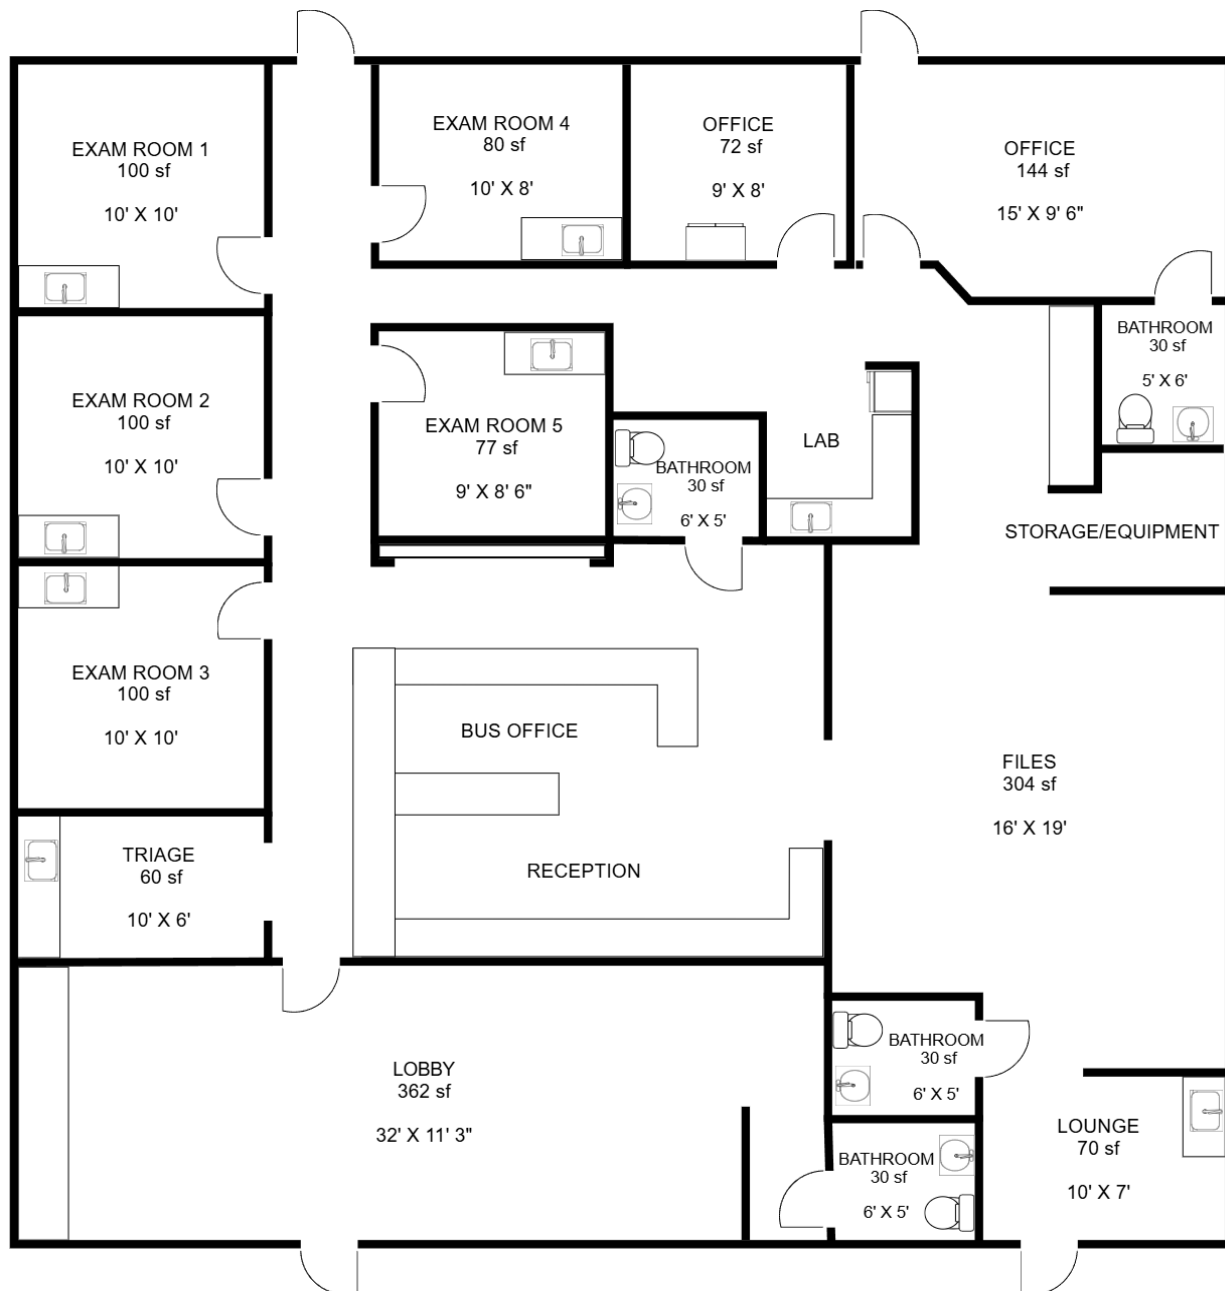 EXAM ROOM 1
100 sf
10' X 10'
EXAM ROOM 4
80 sf
10' X 8'
OFFICE
72 sf
9' X 8'
OFFICE
144 sf
15' X 9' 6"
EXAM ROOM 2
100 sf
10' X 10'
EXAM ROOM 5
77 sf
9' X 8' 6"
BATHROOM
30 sf
6' X 5'
LAB
BATHROOM
30 sf
5' X 6'
STORAGE/EQUIPMENT
EXAM ROOM 3
100 sf
10' X 10'
BUS OFFICE
FILES
304 sf
16' X 19'
TRIAGE
60 sf
10' X 6'
RECEPTION
LOBBY
362 sf
32' X 11' 3"
BATHROOM
30 sf
6' X 5'
BATHROOM
30 sf
6' X 5'
LOUNGE
70 sf
10' X 7'